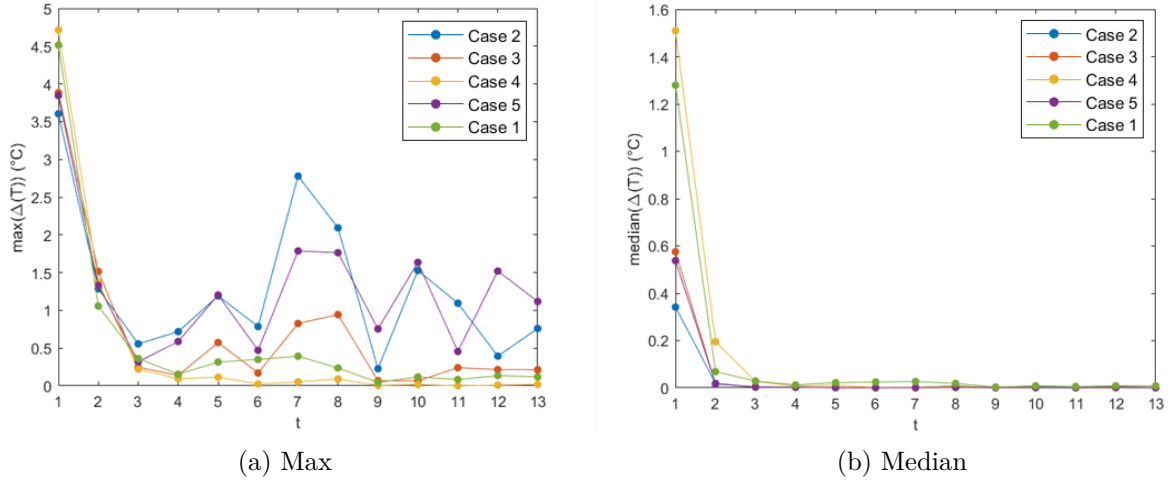 5
4.5
4
3.5
3
2.5
2
1.5
1
0.5
0
max(Δ(T)) (°C)
1 2 3 4 5 6 7 8 9 10 11 12 13
t
Case 2
Case 3
Case 4
Case 5
Case 1
(a) Max
1.6
1.4
1.2
1
0.8
0.6
0.4
0.2
0
median(Δ(T)) (°C)
1 2 3 4 5 6 7 8 9 10 11 12 13
t
Case 2
Case 3
Case 4
Case 5
Case 1
(b) Median